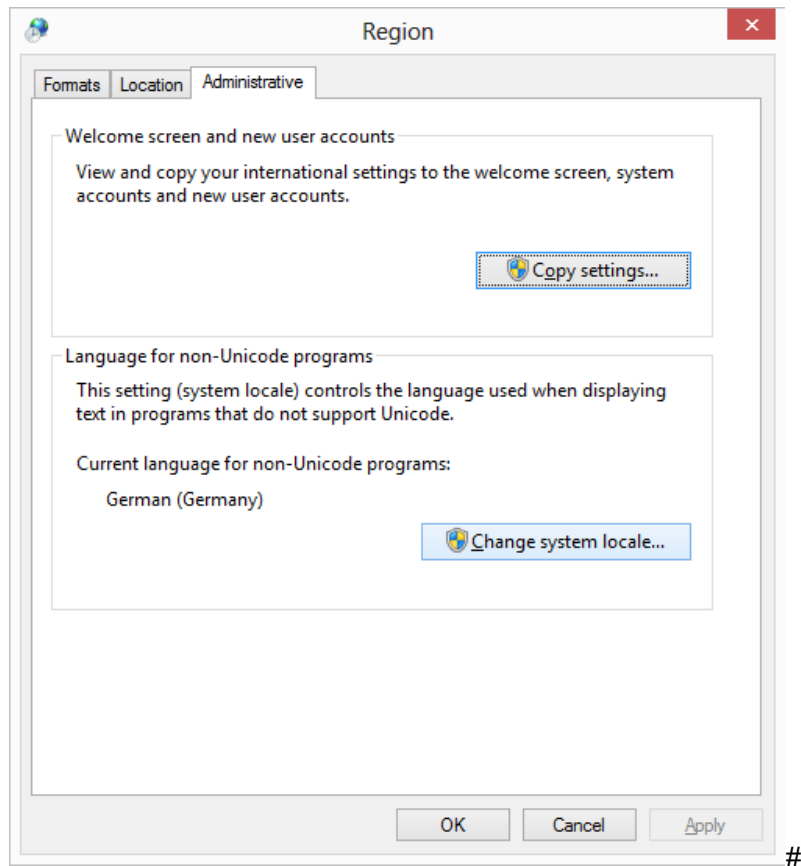 Region
Formats Location Administrative
Welcome screen and new user accounts
View and copy your international settings to the welcome screen, system
accounts and new user accounts.
Copy settings...
Language for non-Unicode programs
This setting (system locale) controls the language used when displaying
text in programs that do not support Unicode.
Current language for non-Unicode programs:
German (Germany)
Change system locale...
OK Cancel Apply
#